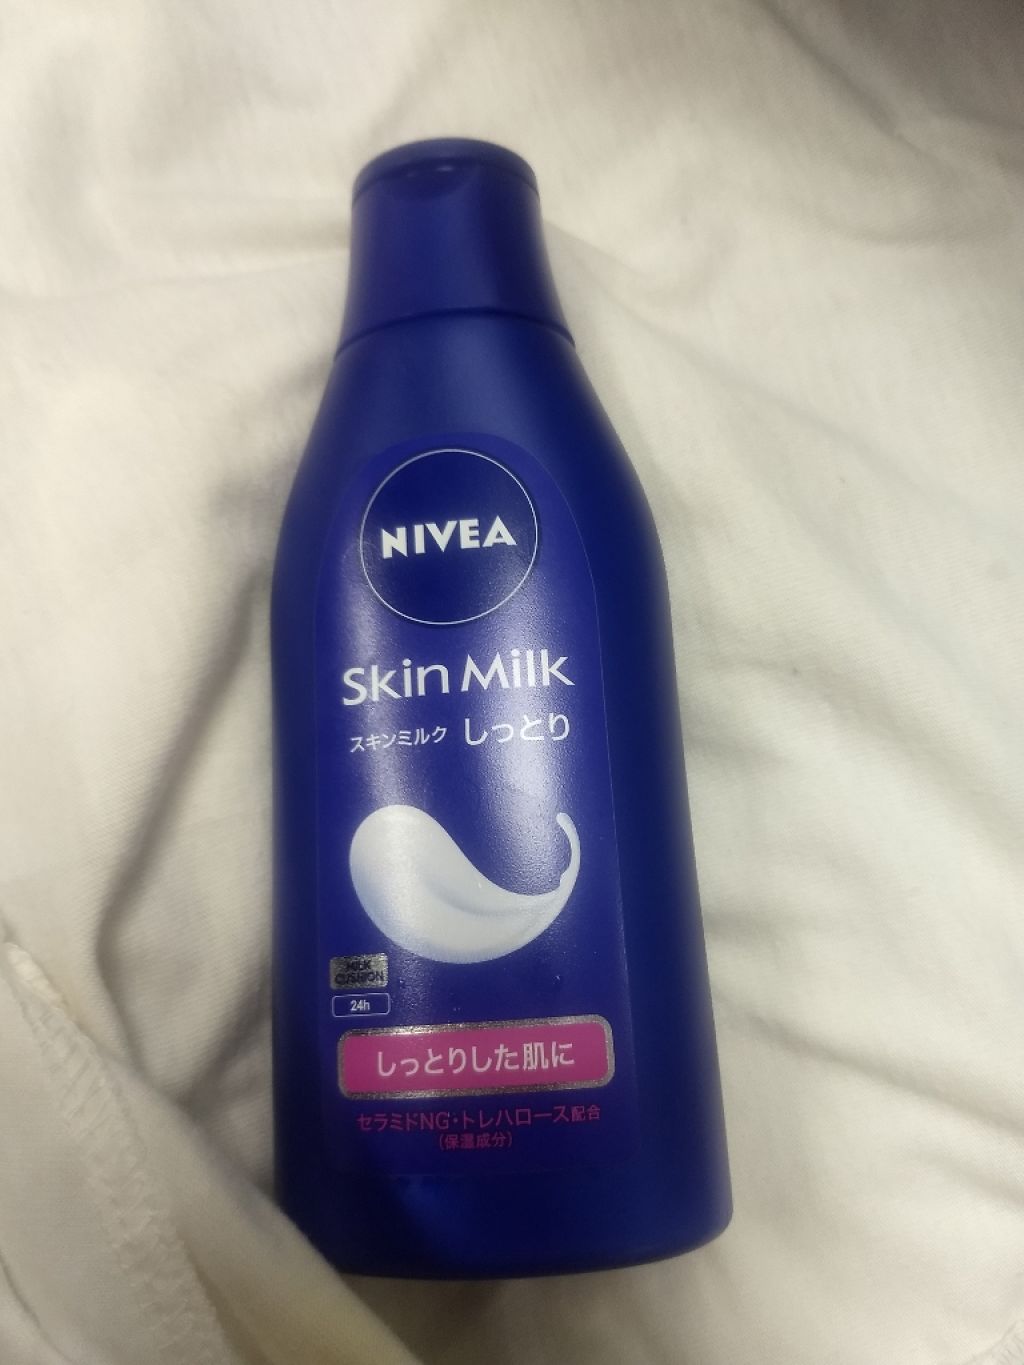 NIVEA
Skin Milk
スキンミルク しっとり
MILK
CUSHION
24h
しっとりした肌に
セラミドNG・トレハロース配合
(保湿成分)